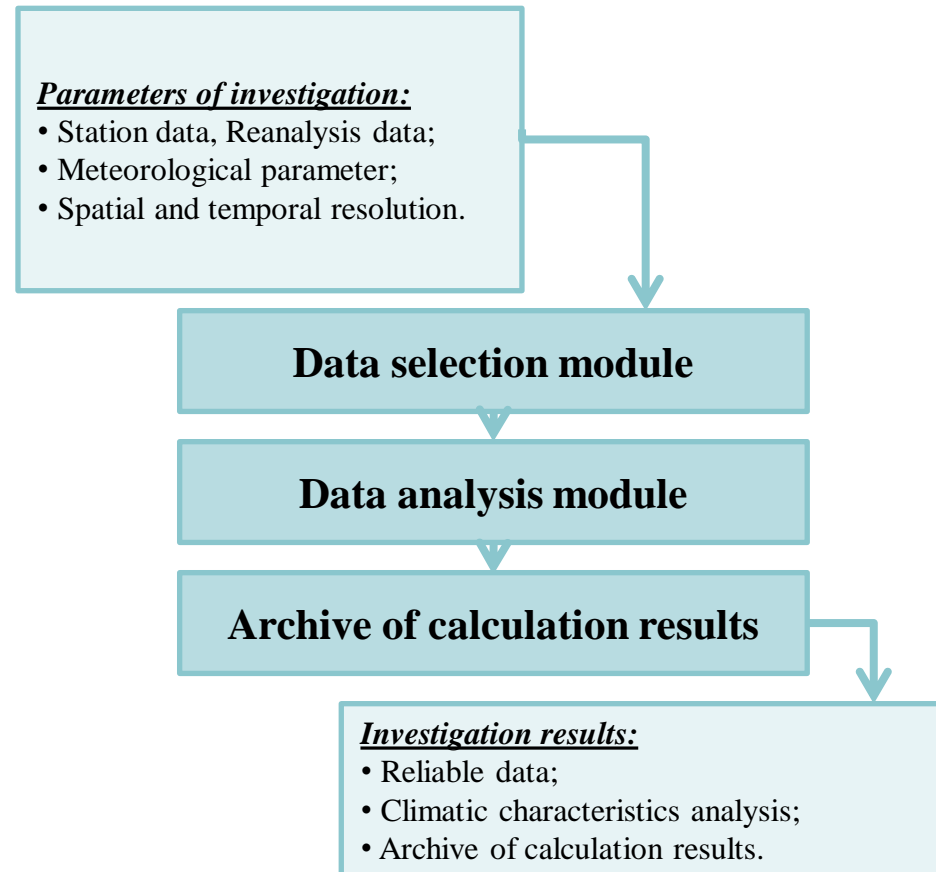 Parameters of investigation:
• Station data, Reanalysis data;
• Meteorological parameter;
• Spatial and temporal resolution.
Data selection module
Data analysis module
Archive of calculation results
Investigation results:
• Reliable data;
• Climatic characteristics analysis;
• Archive of calculation results.